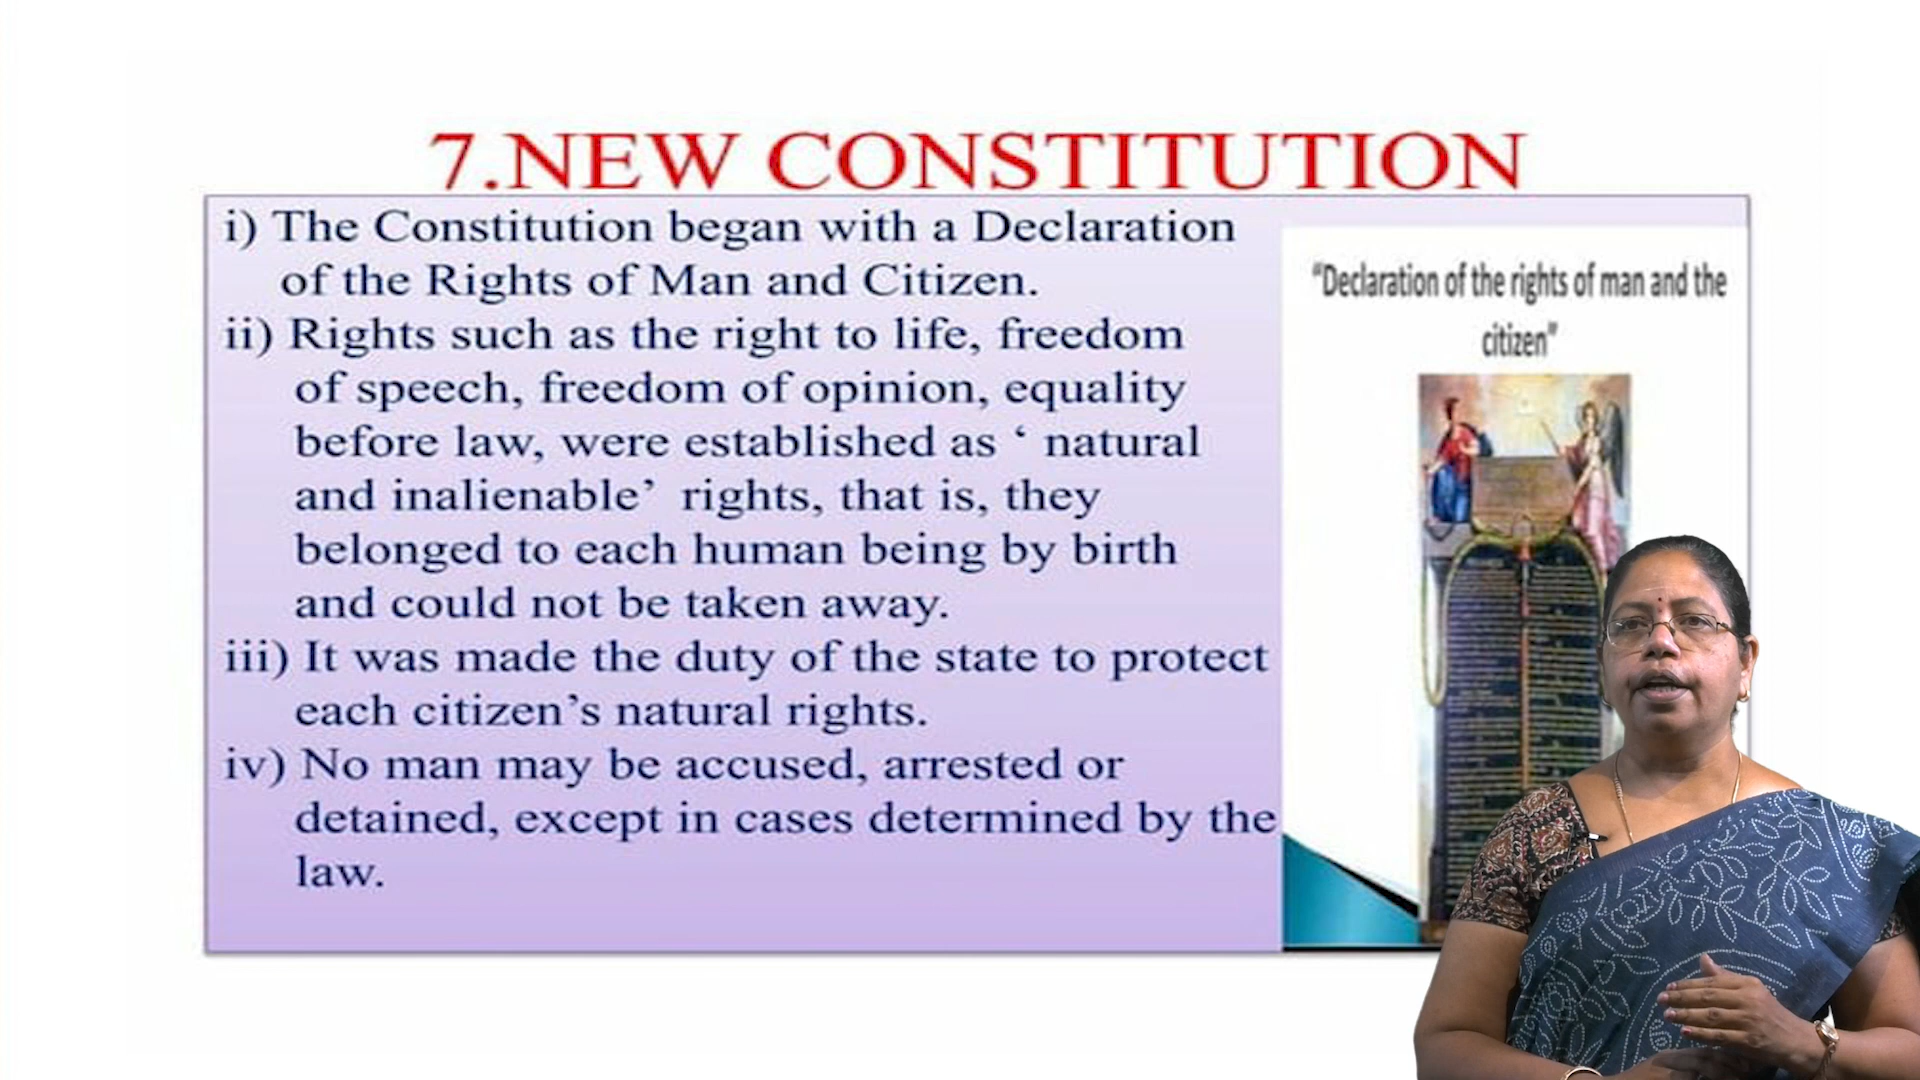 7.NEW CONSTITUTION
i) The Constitution began with a Declaration
of the Rights of Man and Citizen.
ii) Rights such as the right to life, freedom
of speech, freedom of opinion, equality
before law, were established as ‘ natural
and inalienable’ rights, that is, they
belonged to each human being by birth
and could not be taken away.
iii) It was made the duty of the state to protect
each citizen’s natural rights.
iv) No man may be accused, arrested or
detained, except in cases determined by the
law.
“Declaration of the rights of man and the
citizen”